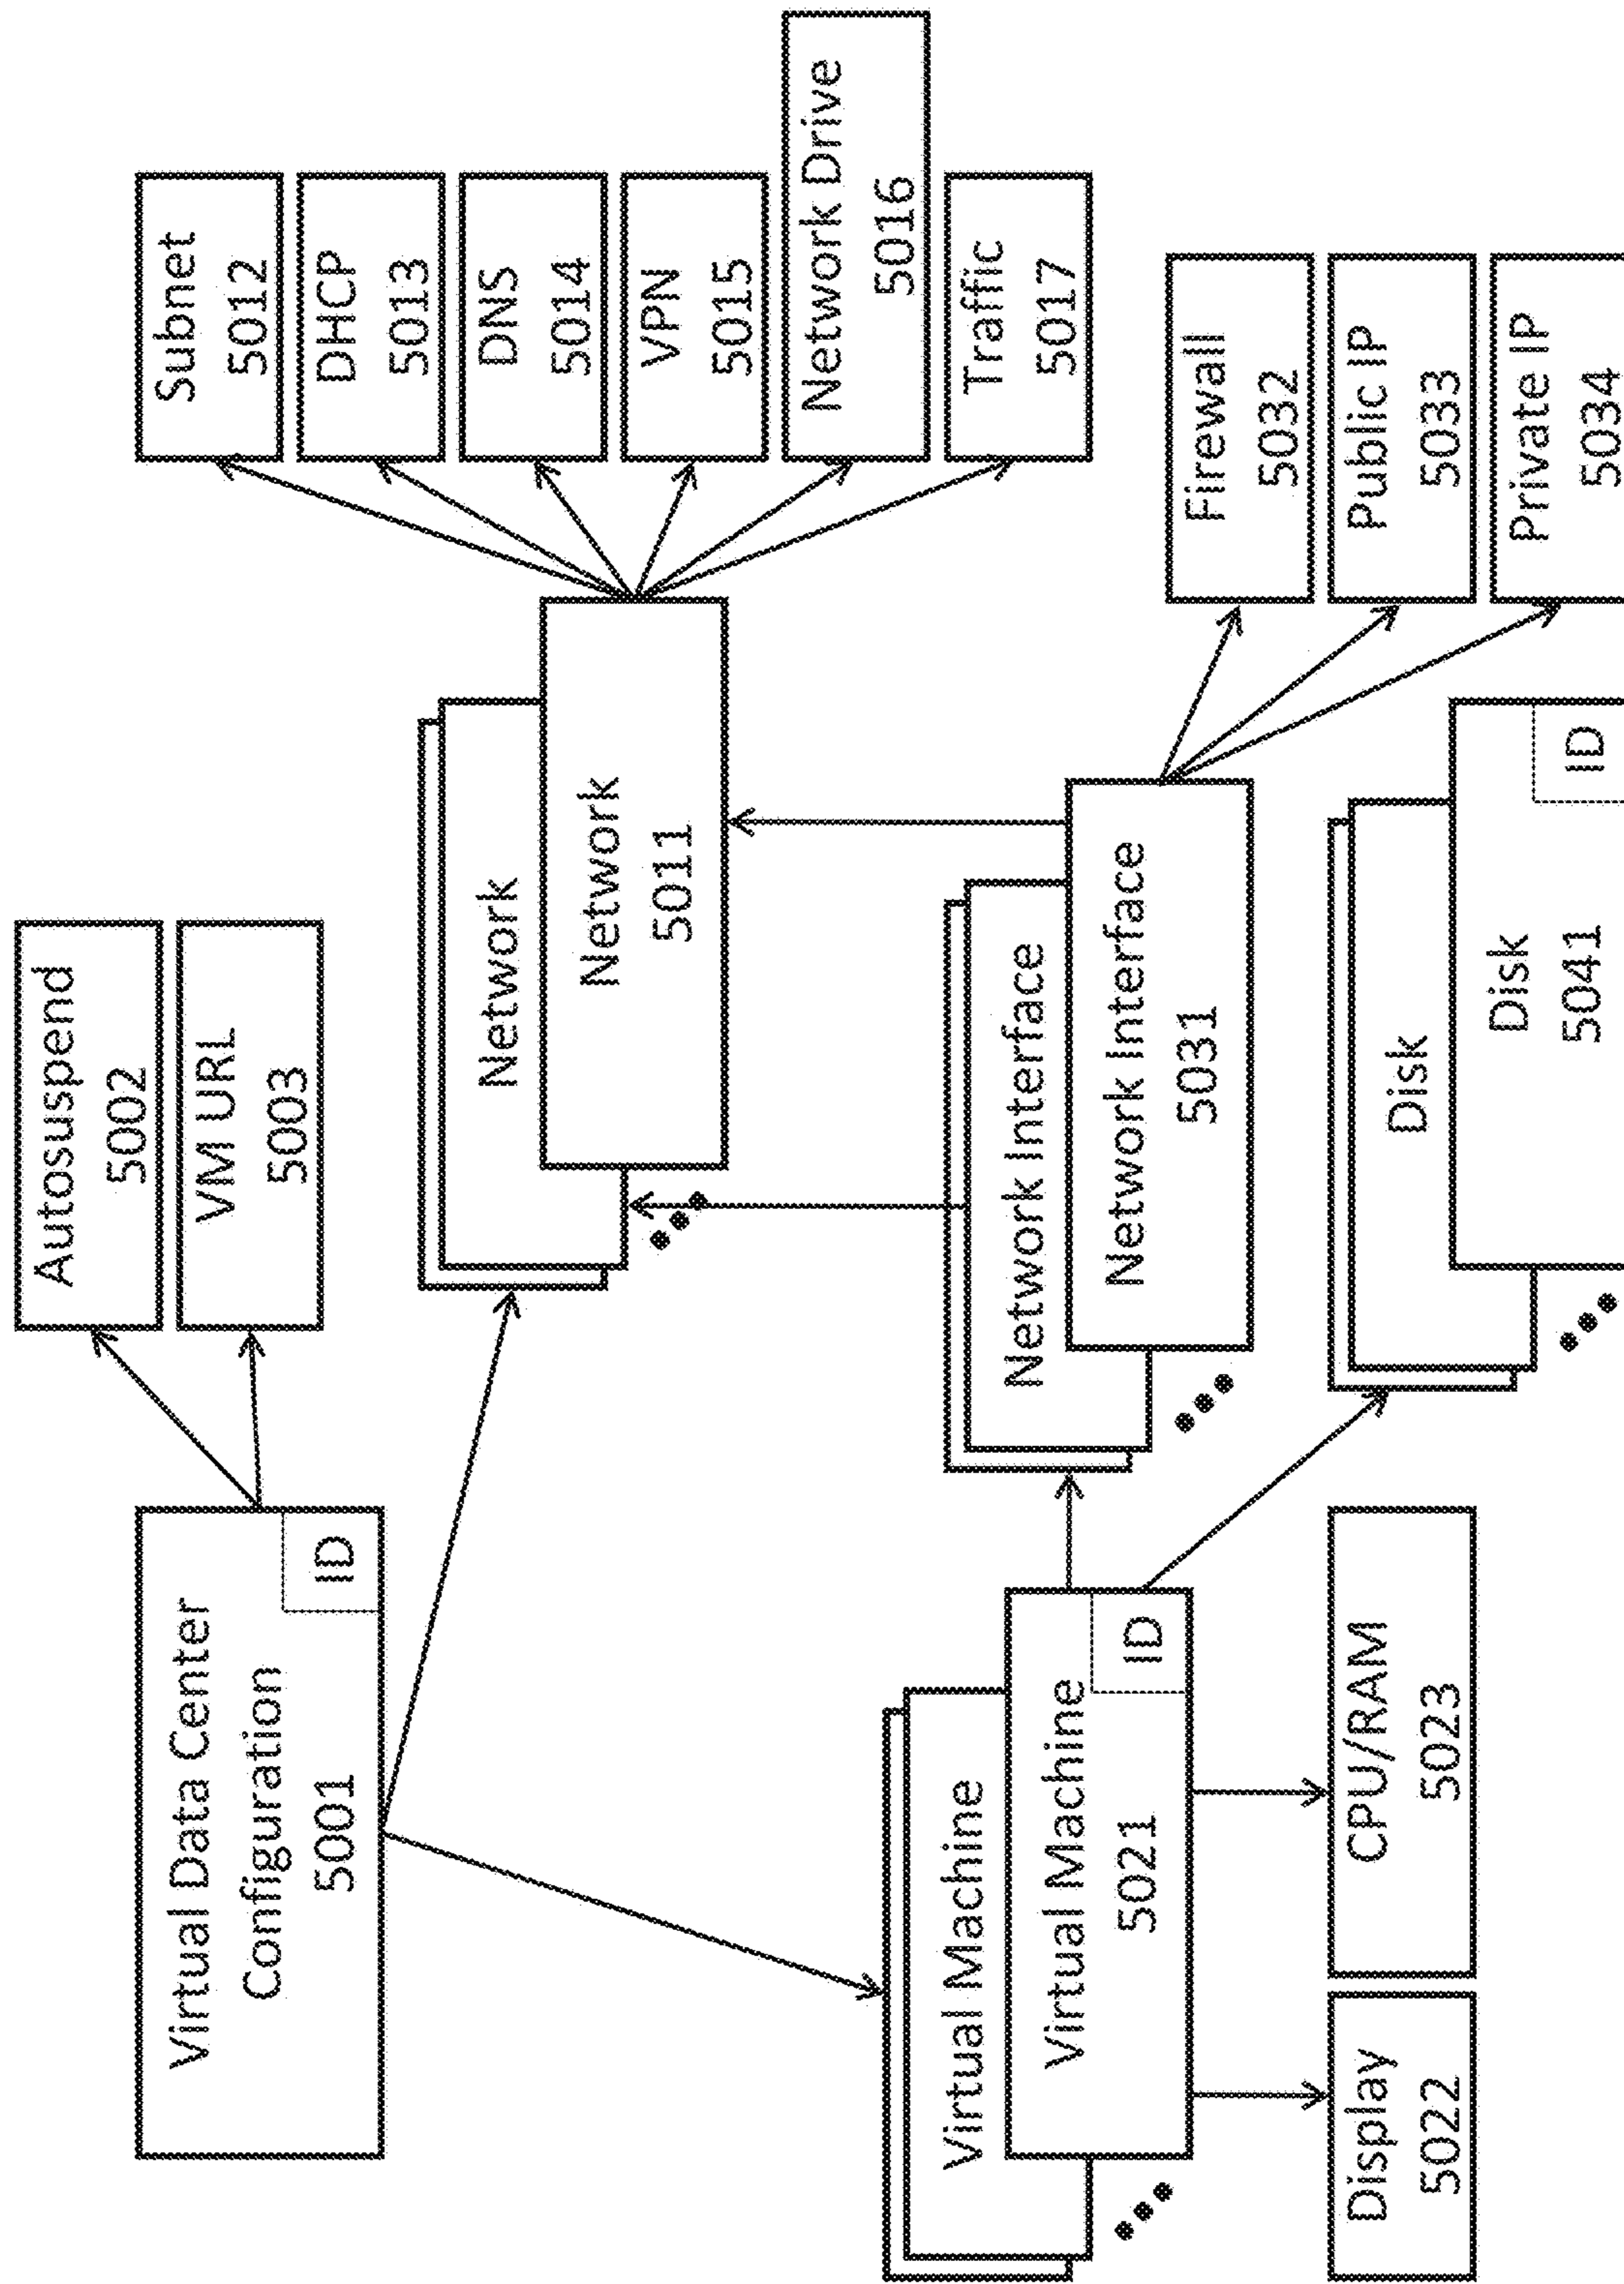 Autosuspend
5002
VM URL
5003
Virtual Data Center
Configuration
5001
ID
Subnet
5012
DHCP
5013
DNS
5014
VPN
5015
Network Drive
5016
Traffic
5017
Network
Network
5011
Virtual Machine
Virtual Machine
5021
ID
Network Interface
Network Interface
5031
Firewall
5032
Public IP
5033
Private IP
5034
Display
5022
CPU/RAM
5023
Disk
Disk
5041
ID